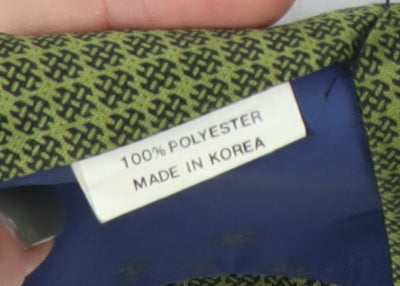 100% POLYESTER
MADE IN KOREA